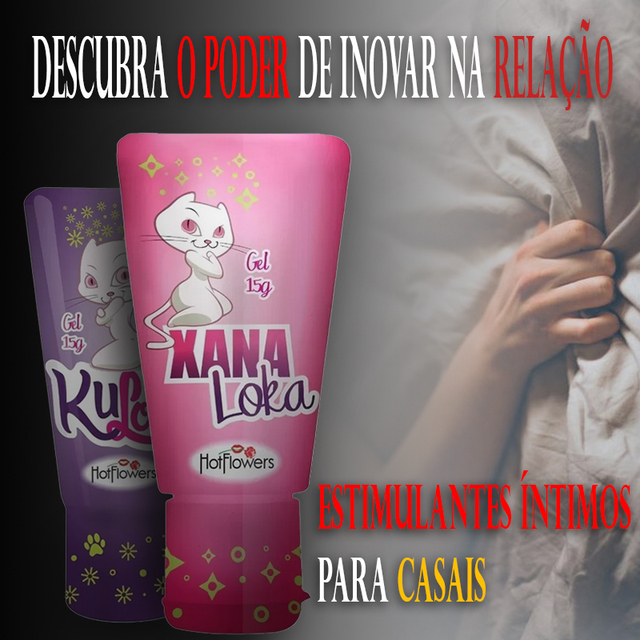 DESCUBRA O PODER DE INOVAR NA RELAÇÃO
Gel
15g
XANA
Loka
HotFlowers
Gel
15g
HotFlowers
ESTIMULANTES ÍNTIMOS
PARA CASAIS